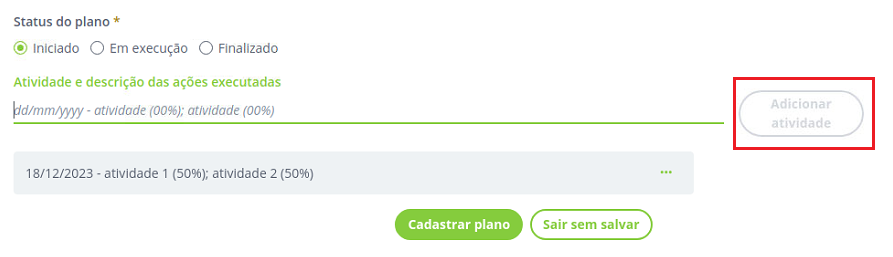 Status do plano *
Iniciado Em execução Finalizado
Atividade e descrição das ações executadas
dd/mm/yyyy - atividade (00%); atividade (00%)
Adicionar
atividade
18/12/2023 - atividade 1 (50%); atividade 2 (50%)
Cadastrar plano Sair sem salvar